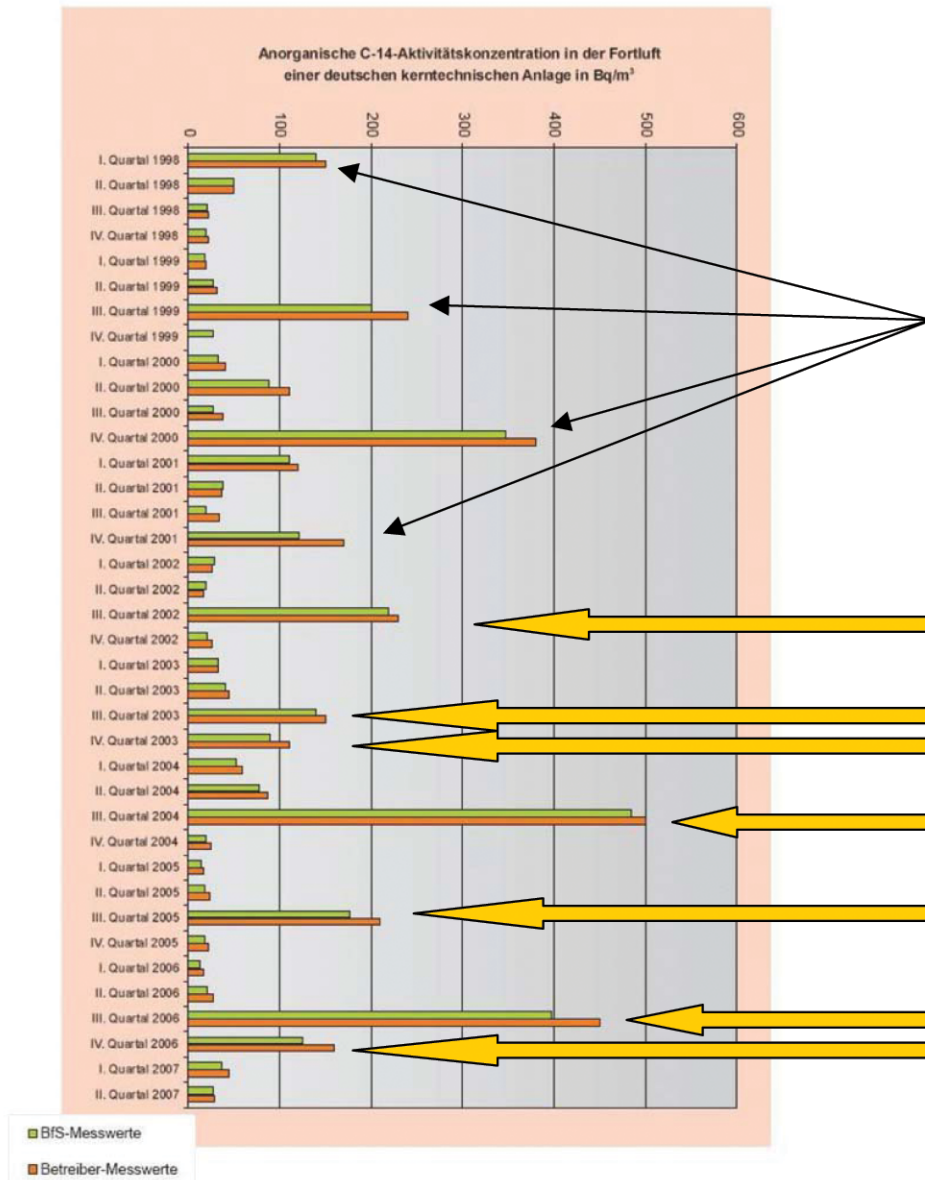 Anorganische C-14-Aktivitätskonzentration in der Fortluft
einer deutschen kerntechnischen Anlage in Bq/m³
0
100
200
300
400
500
600
I. Quartal 1998
II. Quartal 1998
III. Quartal 1998
IV. Quartal 1998
I. Quartal 1999
II. Quartal 1999
III. Quartal 1999
IV. Quartal 1999
I. Quartal 2000
II. Quartal 2000
III. Quartal 2000
IV. Quartal 2000
I. Quartal 2001
II. Quartal 2001
III. Quartal 2001
IV. Quartal 2001
I. Quartal 2002
II. Quartal 2002
III. Quartal 2002
IV. Quartal 2002
I. Quartal 2003
II. Quartal 2003
III. Quartal 2003
IV. Quartal 2003
I. Quartal 2004
II. Quartal 2004
III. Quartal 2004
IV. Quartal 2004
I. Quartal 2005
II. Quartal 2005
III. Quartal 2005
IV. Quartal 2005
I. Quartal 2006
II. Quartal 2006
III. Quartal 2006
IV. Quartal 2006
I. Quartal 2007
II. Quartal 2007
BfS-Messwerte
Betreiber-Messwerte